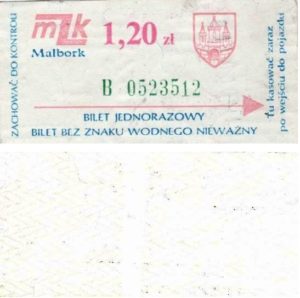 ZACHOWAĆ DO KONTROLI
mzk 1,20 zł
Malbork
B 0523512
BILET JEDNORAZOWY
BILET BEZ ZNAKU WODNEGO NIEWAŻNY
Tu kasować zaraz
po wejściu do pojazdu